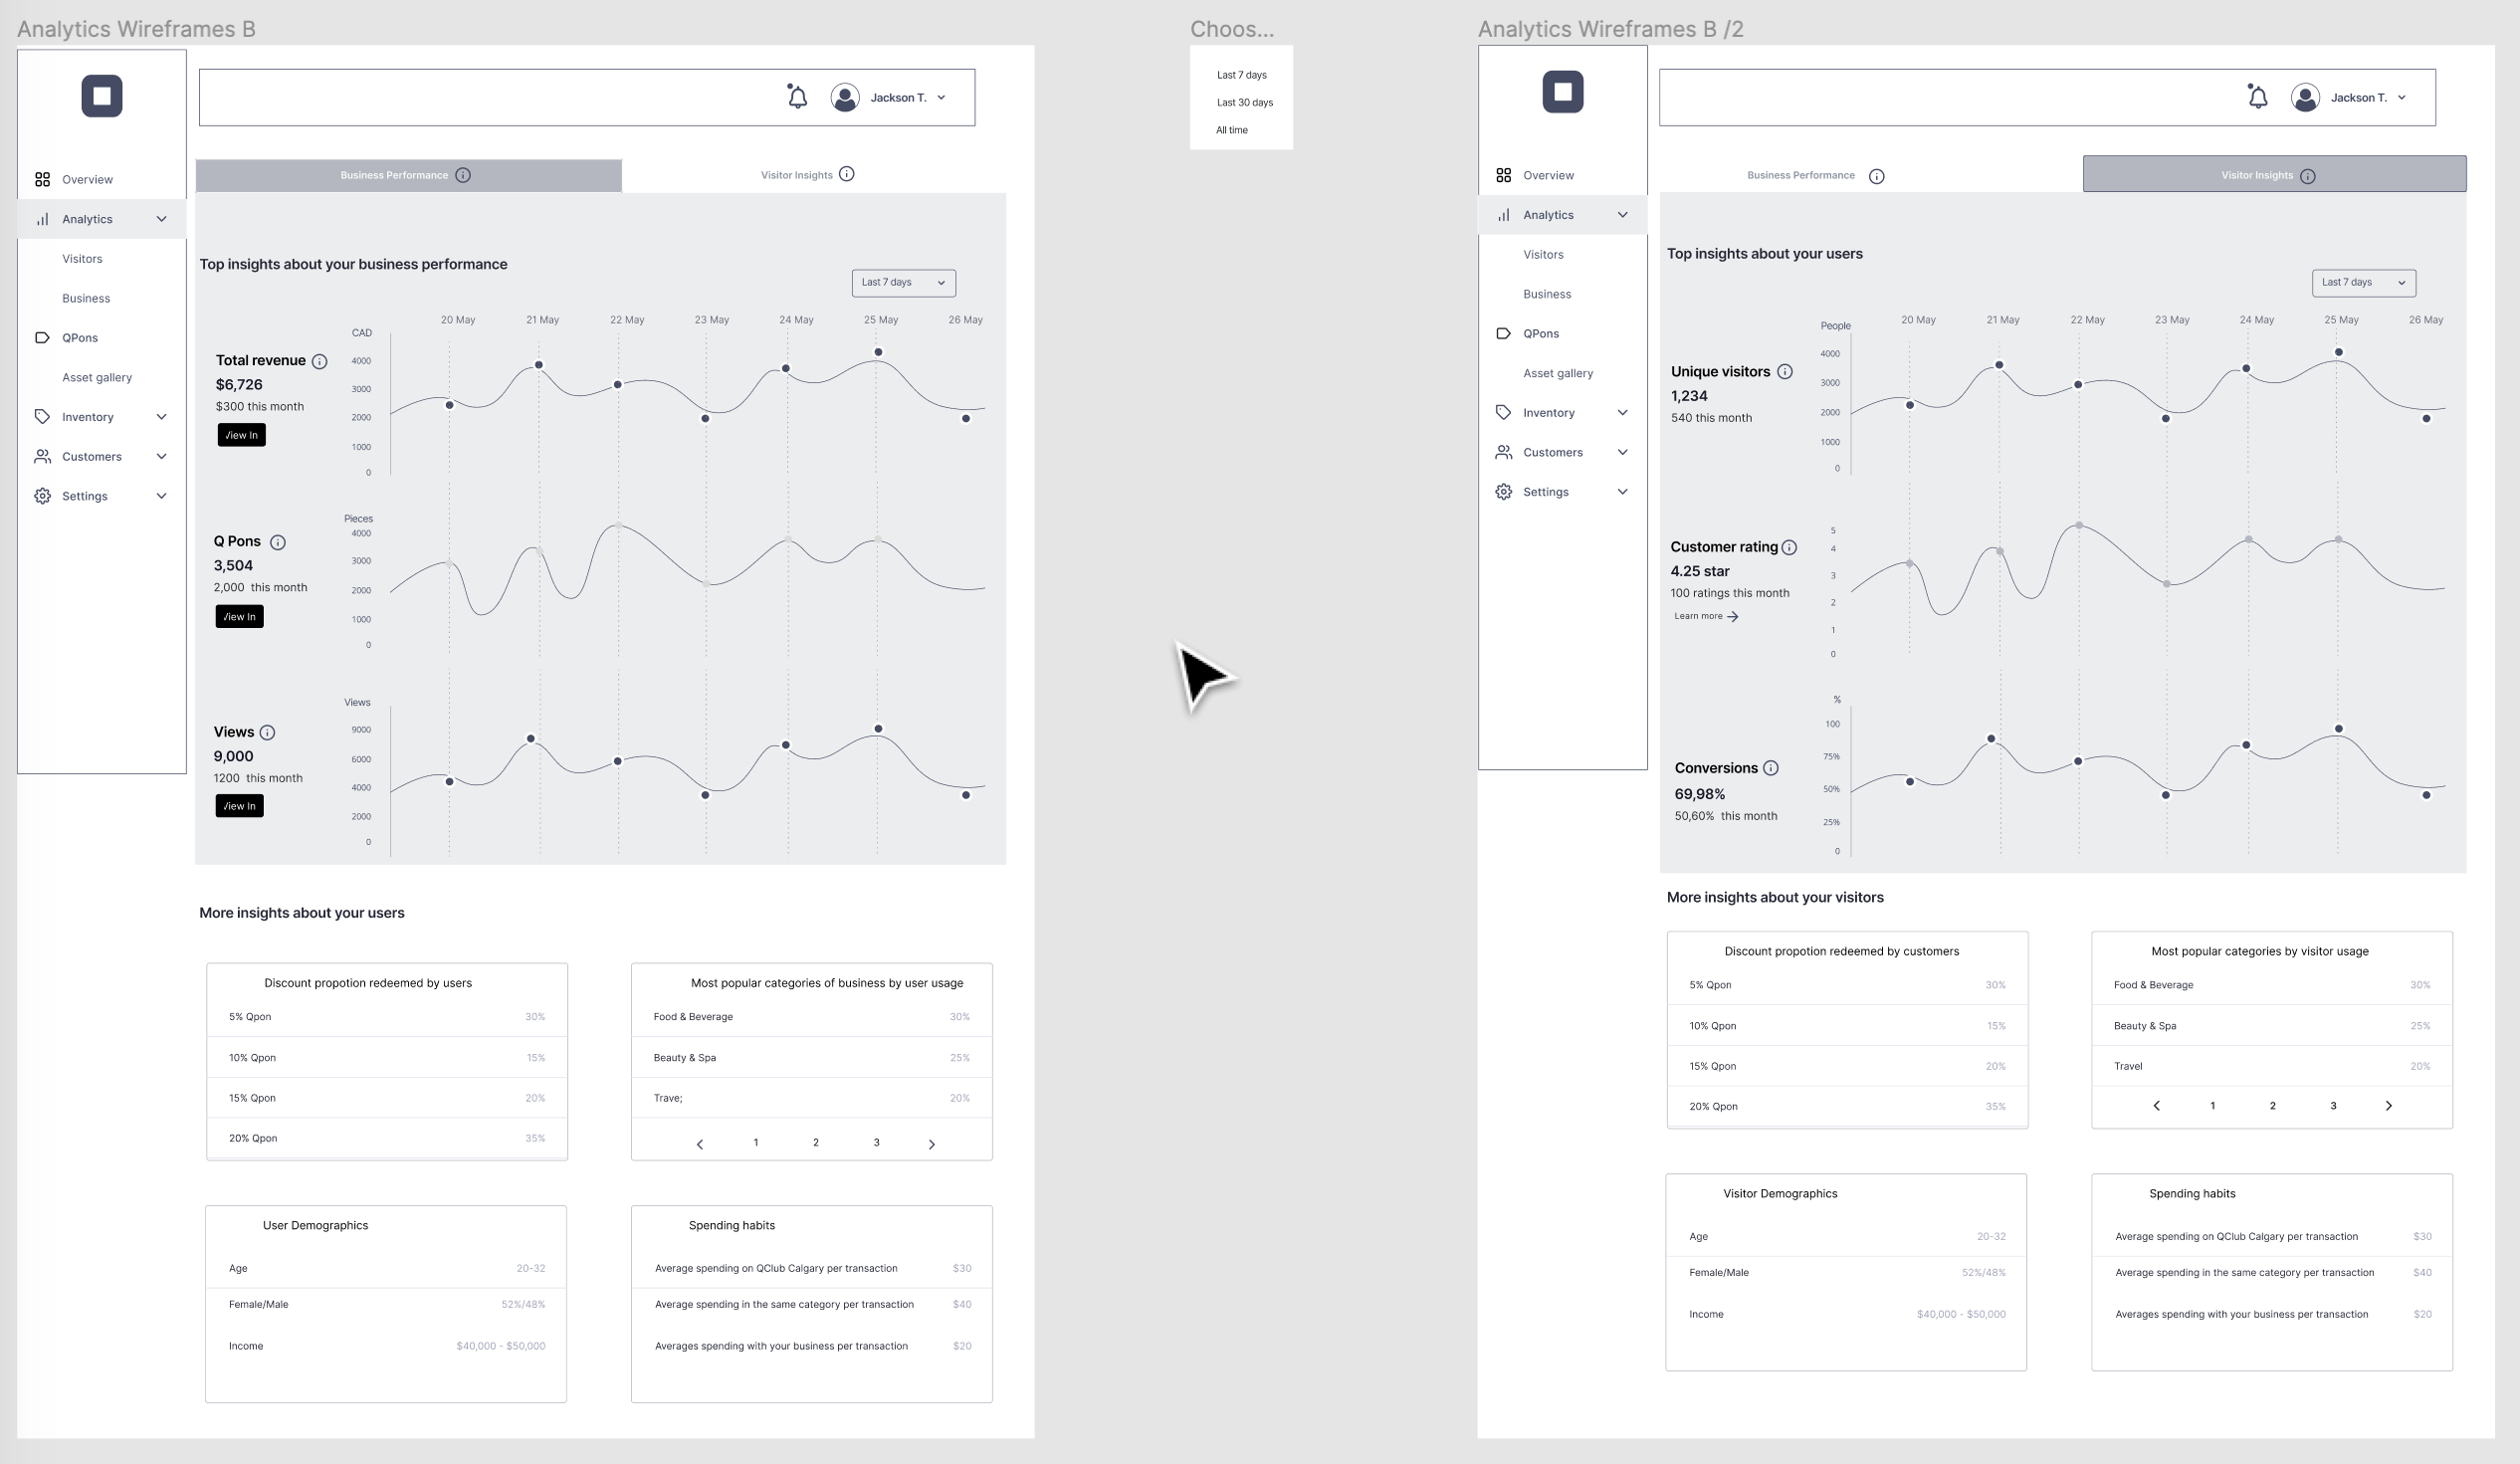 Analytics Wireframes B
Jackson T.
Overview
Analytics
Visitors
Business
QPons
Asset gallery
Inventory
Customers
Settings
Business Performance
Visitor Insights
Top insights about your business performance
Last 7 days
20 May 21 May 22 May 23 May 24 May 25 May 26 May
Total revenue
$6,726
$300 this month
View In
CAD
4000
3000
2000
1000
0
Q Pons
3,504
2,000 this month
View In
Pieces
4000
3000
2000
1000
0
Views
9,000
1200 this month
View In
Views
9000
6000
4000
2000
0
More insights about your users
Discount propotion redeemed by users
5% Qpon 30%
10% Qpon 15%
15% Qpon 20%
20% Qpon 35%
Most popular categories of business by user usage
Food & Beverage 30%
Beauty & Spa 25%
Trave; 20%
1 2 3
User Demographics
Age 20-32
Female/Male 52%/48%
Income $40,000 - $50,000
Spending habits
Average spending on QClub Calgary per transaction $30
Average spending in the same category per transaction $40
Averages spending with your business per transaction $20
Choos...
Last 7 days
Last 30 days
All time
Analytics Wireframes B /2
Jackson T.
Overview
Analytics
Visitors
Business
QPons
Asset gallery
Inventory
Customers
Settings
Business Performance
Visitor Insights
Top insights about your users
Last 7 days
20 May 21 May 22 May 23 May 24 May 25 May 26 May
Unique visitors
1,234
540 this month
People
4000
3000
2000
1000
0
Customer rating
4.25 star
100 ratings this month
Learn more
5
4
3
2
1
0
Conversions
69,98%
50,60% this month
%
100
75%
50%
25%
0
More insights about your visitors
Discount propotion redeemed by customers
5% Qpon 30%
10% Qpon 15%
15% Qpon 20%
20% Qpon 35%
Most popular categories by visitor usage
Food & Beverage 30%
Beauty & Spa 25%
Travel 20%
1 2 3
Visitor Demographics
Age 20-32
Female/Male 52%/48%
Income $40,000 - $50,000
Spending habits
Average spending on QClub Calgary per transaction $30
Average spending in the same category per transaction $40
Averages spending with your business per transaction $20